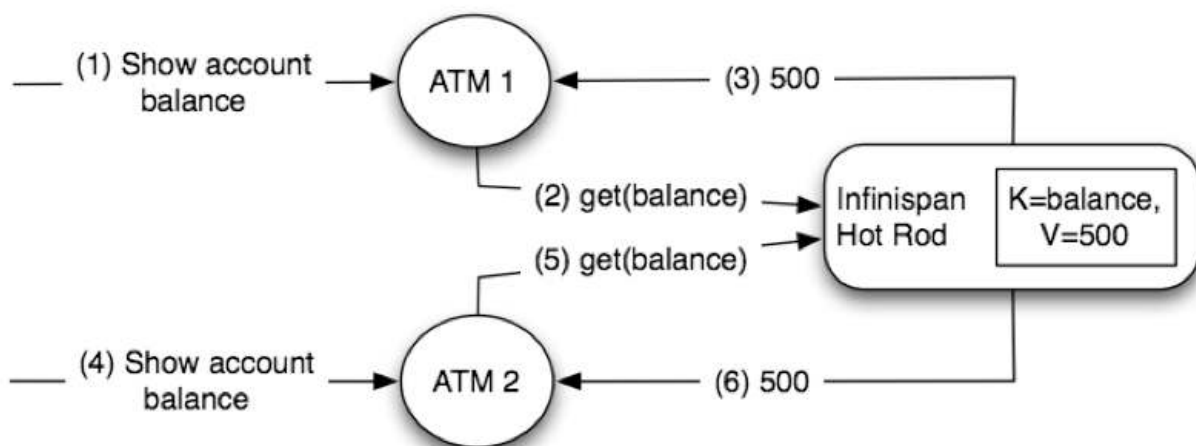 (1) Show account
balance
ATM 1
(3) 500
(2) get(balance)
Infinispan
Hot Rod
K=balance,
V=500
(5) get(balance)
(4) Show account
balance
ATM 2
(6) 500